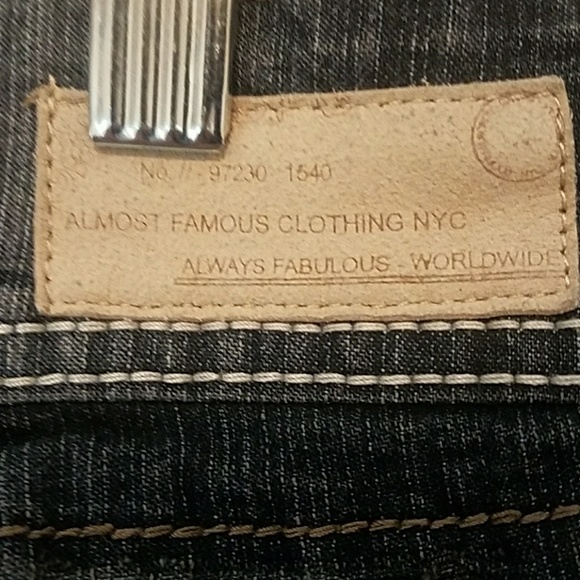 No. // 97230 1540
ALMOST FAMOUS CLOTHING NYC
ALWAYS FABULOUS . WORLDWIDE